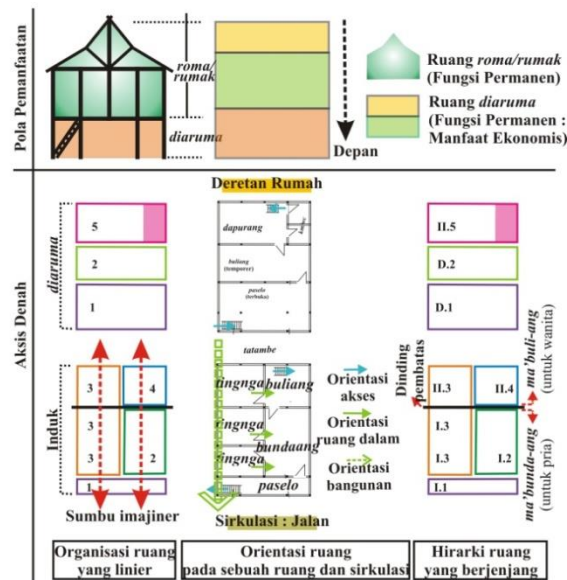 Pola Pemanfaatan
roma/
rumak
diaruma
Depan
Ruang roma/rumak
(Fungsi Permanen)
Ruang diaruma
(Fungsi Permanen :
Manfaat Ekonomis)
Aksis Denah
diaruma
5
2
1
Induk
3
4
3
3
2
1
Sumbu imajiner
Deretan Rumah
dapurang
buliang
(temporer)
paselo
(terbuka)
tatambe
tingnga
buliang
tingnga
bundaang
tingnga
paselo
Sirkulasi : Jalan
Orientasi
akses
Orientasi
ruang dalam
Orientasi
bangunan
II.5
D.2
D.1
Dinding
pembatas
II.3
II.4
I.3
I.3
I.2
I.1
ma'buli-ang
(untuk wanita)
ma'bunda-ang
(untuk pria)
Organisasi ruang
yang linier
Orientasi ruang
pada sebuah ruang dan sirkulasi
Hirarki ruang
yang berjenjang